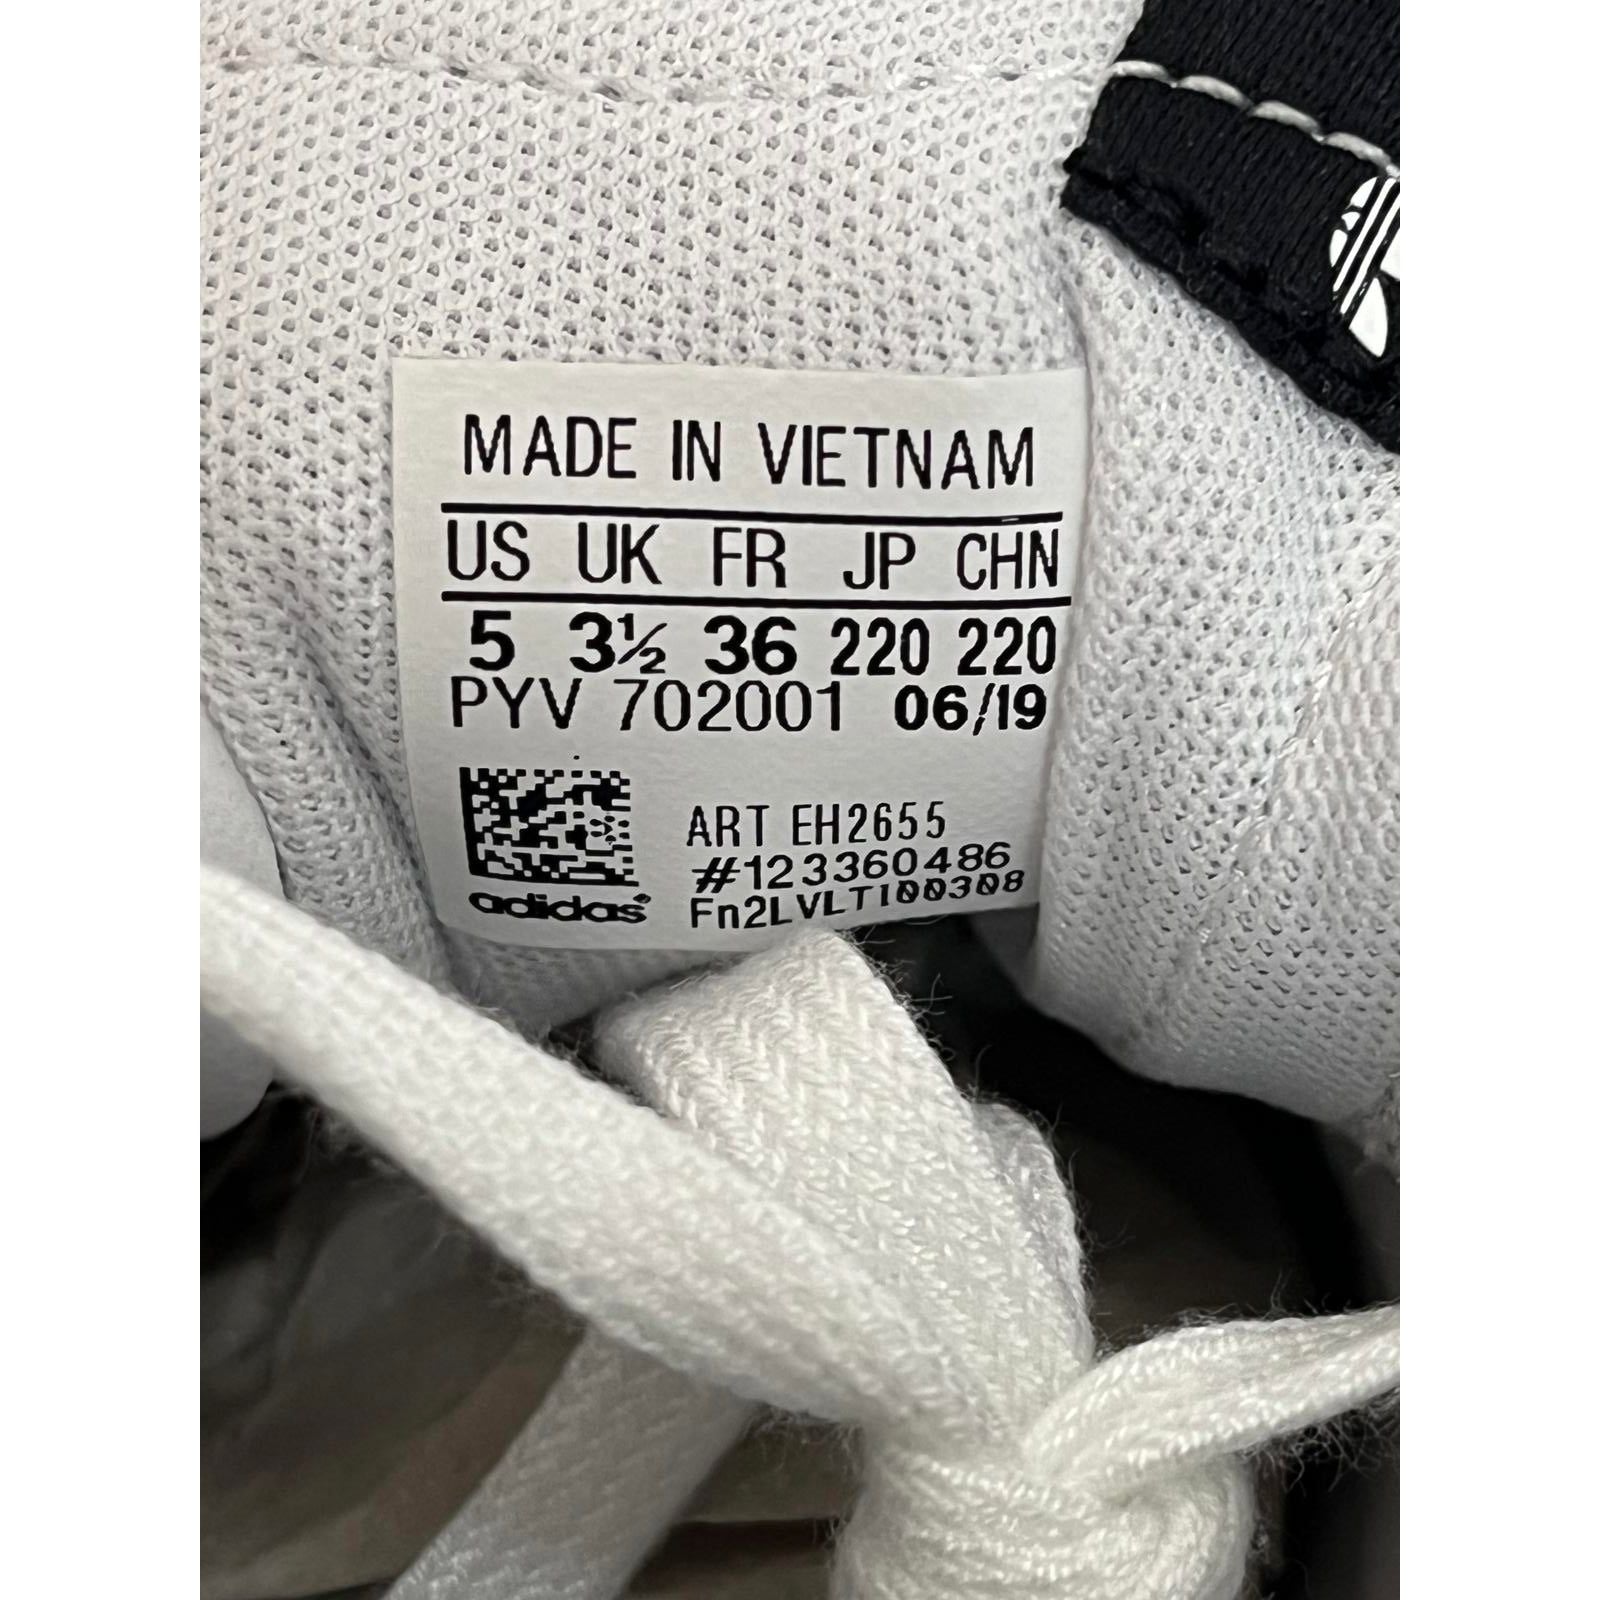 MADE IN VIETNAM
US UK FR JP CHN
5 3½ 36 220 220
PYV 702001 06/19
ART EH2655
#123360486
Fn2LVLT100308
adidas